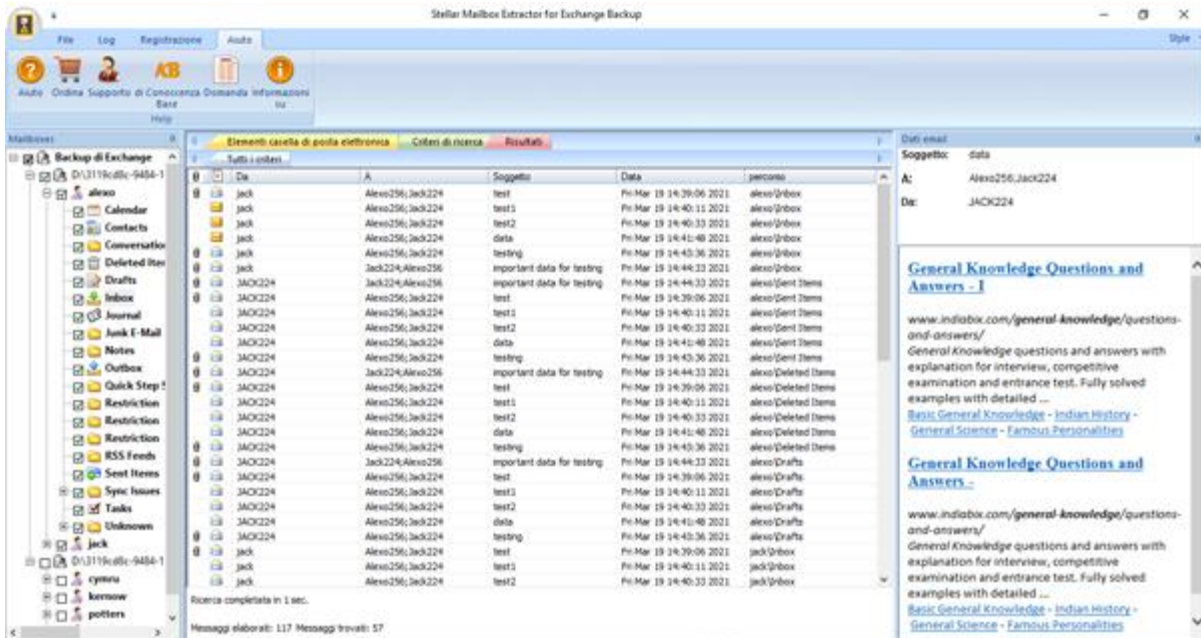 Stellar Mailbox Extractor for Exchange Backup
File Log Registrazione Aiuto Style
Aiuto Ordina Supporto di Conoscenza Domanda Informazioni
Base su
Help
Mailboxes
Backup di Exchange
D:\3119cd8c-9484-1
alexo
Calendar
Contacts
Conversation
Deleted Iter
Drafts
Inbox
Journal
Junk E-Mail
Notes
Outbox
Quick Step S
Restriction
Restriction
Restriction
RSS Feeds
Sent Items
Sync Issues
Tasks
Unknown
jack
D:\3119cd8c-9484-1
cymru
kernow
potters
Elementi casella di posta elettronica Criteri di ricerca Risultati
Tutti i criteri
Da A Soggetto Data percorso
jack Alexo256;Jack224 test Fri Mar 19 14:39:06 2021 alexo\Inbox
jack Alexo256;Jack224 test1 Fri Mar 19 14:40:11 2021 alexo\Inbox
jack Alexo256;Jack224 test2 Fri Mar 19 14:40:33 2021 alexo\Inbox
jack Alexo256;Jack224 data Fri Mar 19 14:41:48 2021 alexo\Inbox
jack Alexo256;Jack224 testing Fri Mar 19 14:43:36 2021 alexo\Inbox
jack Jack224;Alexo256 important data for testing Fri Mar 19 14:44:33 2021 alexo\Inbox
JACK224 Jack224;Alexo256 important data for testing Fri Mar 19 14:44:33 2021 alexo\Sent Items
JACK224 Alexo256;Jack224 test Fri Mar 19 14:39:06 2021 alexo\Sent Items
JACK224 Alexo256;Jack224 test1 Fri Mar 19 14:40:11 2021 alexo\Sent Items
JACK224 Alexo256;Jack224 test2 Fri Mar 19 14:40:33 2021 alexo\Sent Items
JACK224 Alexo256;Jack224 data Fri Mar 19 14:41:48 2021 alexo\Sent Items
JACK224 Alexo256;Jack224 testing Fri Mar 19 14:43:36 2021 alexo\Sent Items
JACK224 Jack224;Alexo256 important data for testing Fri Mar 19 14:44:33 2021 alexo\Deleted Items
JACK224 Alexo256;Jack224 test Fri Mar 19 14:39:06 2021 alexo\Deleted Items
JACK224 Alexo256;Jack224 test1 Fri Mar 19 14:40:11 2021 alexo\Deleted Items
JACK224 Alexo256;Jack224 test2 Fri Mar 19 14:40:33 2021 alexo\Deleted Items
JACK224 Alexo256;Jack224 data Fri Mar 19 14:41:48 2021 alexo\Deleted Items
JACK224 Alexo256;Jack224 testing Fri Mar 19 14:43:36 2021 alexo\Deleted Items
JACK224 Jack224;Alexo256 important data for testing Fri Mar 19 14:44:33 2021 alexo\Drafts
JACK224 Alexo256;Jack224 test Fri Mar 19 14:39:06 2021 alexo\Drafts
JACK224 Alexo256;Jack224 test1 Fri Mar 19 14:40:11 2021 alexo\Drafts
JACK224 Alexo256;Jack224 test2 Fri Mar 19 14:40:33 2021 alexo\Drafts
JACK224 Alexo256;Jack224 data Fri Mar 19 14:41:48 2021 alexo\Drafts
JACK224 Alexo256;Jack224 testing Fri Mar 19 14:43:36 2021 alexo\Drafts
jack Alexo256;Jack224 test Fri Mar 19 14:39:06 2021 jack\Inbox
jack Alexo256;Jack224 test1 Fri Mar 19 14:40:11 2021 jack\Inbox
jack Alexo256;Jack224 test2 Fri Mar 19 14:40:33 2021 jack\Inbox
Ricerca completata in 1 sec.
Messaggi elaborati: 117 Messaggi trovati: 57
Dati email
Soggetto: data
A: Alexo256;Jack224
Da: JACK224
General Knowledge Questions and
Answers - I
www.indiabix.com/general-knowledge/questions-
and-answers/
General Knowledge questions and answers with
explanation for interview, competitive
examination and entrance test. Fully solved
examples with detailed ...
Basic General Knowledge - Indian History -
General Science - Famous Personalities
General Knowledge Questions and
Answers -
www.indiabix.com/general-knowledge/questions-
and-answers/
General Knowledge questions and answers with
explanation for interview, competitive
examination and entrance test. Fully solved
examples with detailed ...
Basic General Knowledge - Indian History -
General Science - Famous Personalities